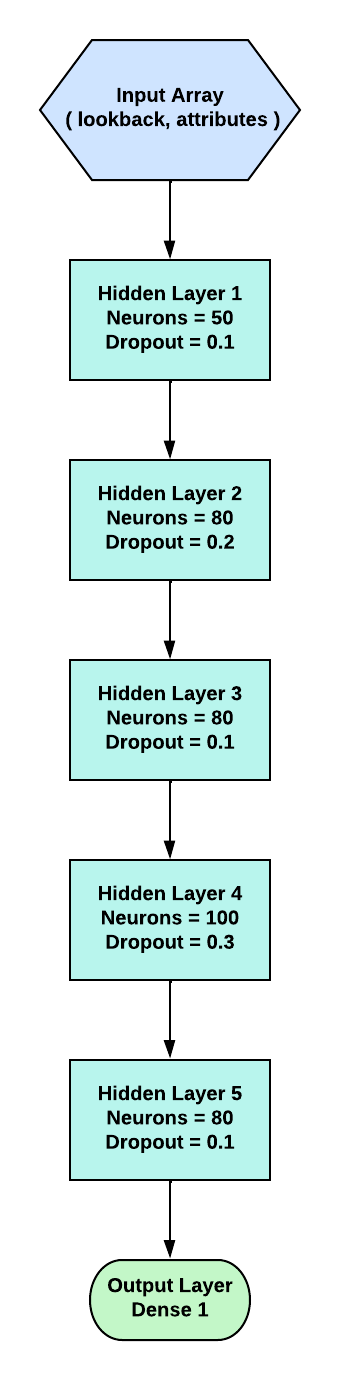 Input Array
( lookback, attributes )
Hidden Layer 1
Neurons = 50
Dropout = 0.1
Hidden Layer 2
Neurons = 80
Dropout = 0.2
Hidden Layer 3
Neurons = 80
Dropout = 0.1
Hidden Layer 4
Neurons = 100
Dropout = 0.3
Hidden Layer 5
Neurons = 80
Dropout = 0.1
Output Layer
Dense 1